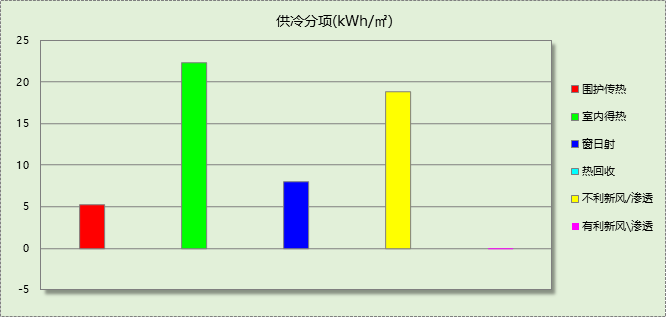 供冷分项(kWh/㎡)
25
20
15
10
5
0
-5
围护传热
室内得热
窗日射
热回收
不利新风/渗透
有利新风\渗透